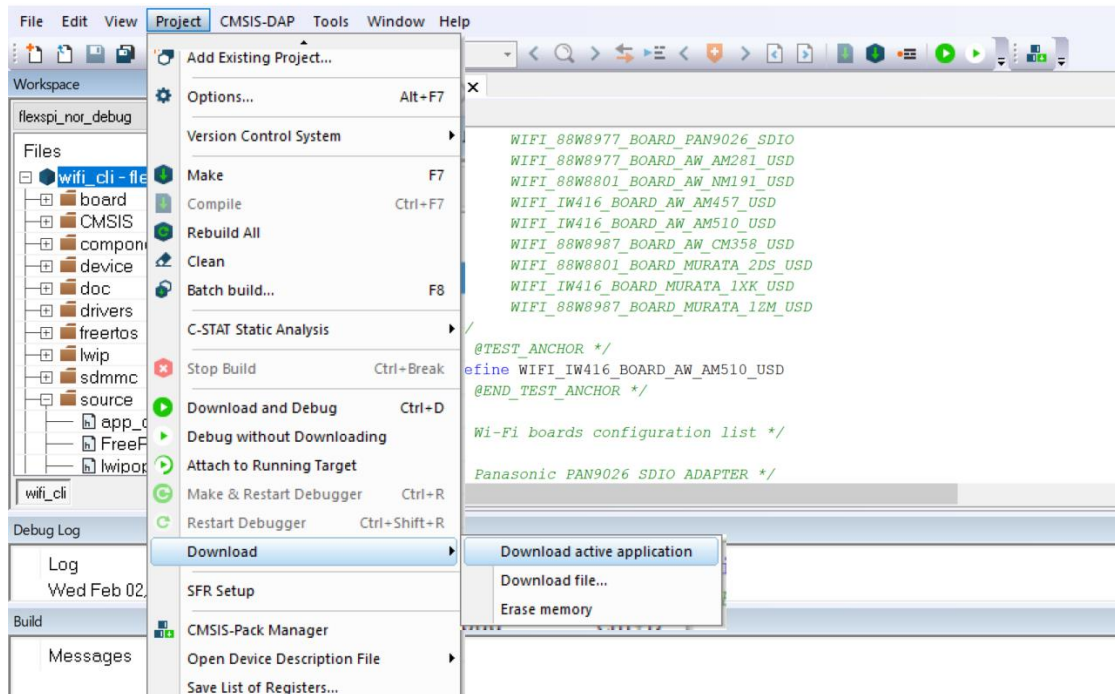 File Edit View Project CMSIS-DAP Tools Window Help
Workspace
flexspi_nor_debug
Files
wifi_cli - fle
board
CMSIS
compon
device
doc
drivers
freertos
lwip
sdmmc
source
app_c
FreeF
lwipop
wifi_cli
Add Existing Project...
Options... Alt+F7
Version Control System
Make F7
Compile Ctrl+F7
Rebuild All
Clean
Batch build... F8
C-STAT Static Analysis
Stop Build Ctrl+Break
Download and Debug Ctrl+D
Debug without Downloading
Attach to Running Target
Make & Restart Debugger Ctrl+R
Restart Debugger Ctrl+Shift+R
Download
SFR Setup
CMSIS-Pack Manager
Open Device Description File
Save List of Registers...
Download active application
Download file...
Erase memory
WIFI_88W8977_BOARD_PAN9026_SDIO
WIFI_88W8977_BOARD_AW_AM281_USD
WIFI_88W8801_BOARD_AW_NM191_USD
WIFI_IW416_BOARD_AW_AM457_USD
WIFI_IW416_BOARD_AW_AM510_USD
WIFI_88W8987_BOARD_AW_CM358_USD
WIFI_88W8801_BOARD_MURATA_2DS_USD
WIFI_IW416_BOARD_MURATA_1XK_USD
WIFI_88W8987_BOARD_MURATA_1ZM_USD
/
@TEST_ANCHOR */
efine WIFI_IW416_BOARD_AW_AM510_USD
@END_TEST_ANCHOR */
Wi-Fi boards configuration list */
Panasonic PAN9026 SDIO ADAPTER */
Debug Log
Log
Wed Feb 02,
Build
Messages